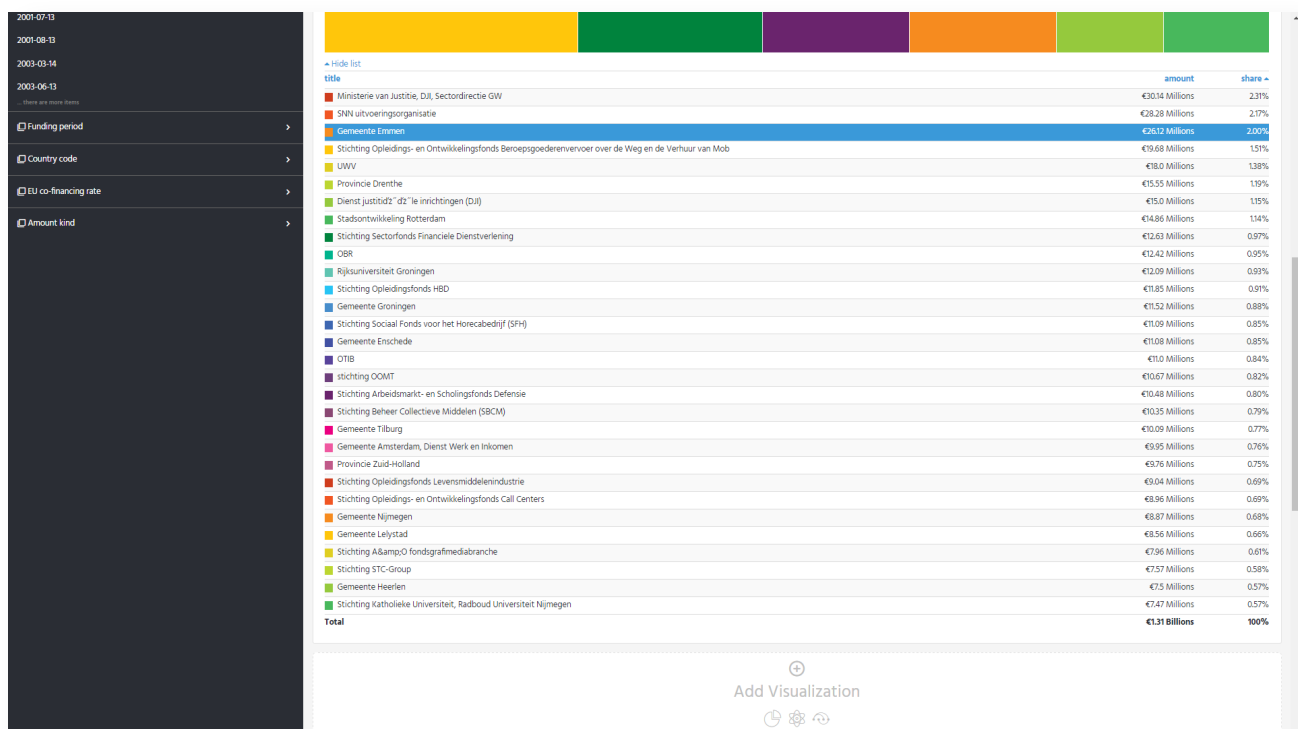 2001-07-13
2001-08-13
2003-03-14
2003-06-13
... there are more items
Funding period
Country code
EU co-financing rate
Amount kind
Hide list
title amount share
Ministerie van Justitie, DJI, Sectordirectie GW €30.14 Millions 2.31%
SNN uitvoeringsorganisatie €28.28 Millions 2.17%
Gemeente Emmen €26.12 Millions 2.00%
Stichting Opleidings- en Ontwikkelingsfonds Beroepsgoederenvervoer over de Weg en de Verhuur van Mob €19.68 Millions 1.51%
UWV €18.0 Millions 1.38%
Provincie Drenthe €15.55 Millions 1.19%
Dienst justitiďż˝ďż˝le inrichtingen (DJI) €15.0 Millions 1.15%
Stadsontwikkeling Rotterdam €14.86 Millions 1.14%
Stichting Sectorfonds Financiele Dienstverlening €12.63 Millions 0.97%
OBR €12.42 Millions 0.95%
Rijksuniversiteit Groningen €12.09 Millions 0.93%
Stichting Opleidingsfonds HBD €11.85 Millions 0.91%
Gemeente Groningen €11.52 Millions 0.88%
Stichting Sociaal Fonds voor het Horecabedrijf (SFH) €11.09 Millions 0.85%
Gemeente Enschede €11.08 Millions 0.85%
OTIB €11.0 Millions 0.84%
stichting OOMT €10.67 Millions 0.82%
Stichting Arbeidsmarkt- en Scholingsfonds Defensie €10.48 Millions 0.80%
Stichting Beheer Collectieve Middelen (SBCM) €10.35 Millions 0.79%
Gemeente Tilburg €10.09 Millions 0.77%
Gemeente Amsterdam, Dienst Werk en Inkomen €9.95 Millions 0.76%
Provincie Zuid-Holland €9.76 Millions 0.75%
Stichting Opleidingsfonds Levensmiddelenindustrie €9.04 Millions 0.69%
Stichting Opleidings- en Ontwikkelingsfonds Call Centers €8.96 Millions 0.69%
Gemeente Nijmegen €8.87 Millions 0.68%
Gemeente Lelystad €8.56 Millions 0.66%
Stichting A&amp;O fondsgrafimediabranche €7.96 Millions 0.61%
Stichting STC-Group €7.57 Millions 0.58%
Gemeente Heerlen €7.5 Millions 0.57%
Stichting Katholieke Universiteit, Radboud Universiteit Nijmegen €7.47 Millions 0.57%
Total €1.31 Billions 100%
Add Visualization